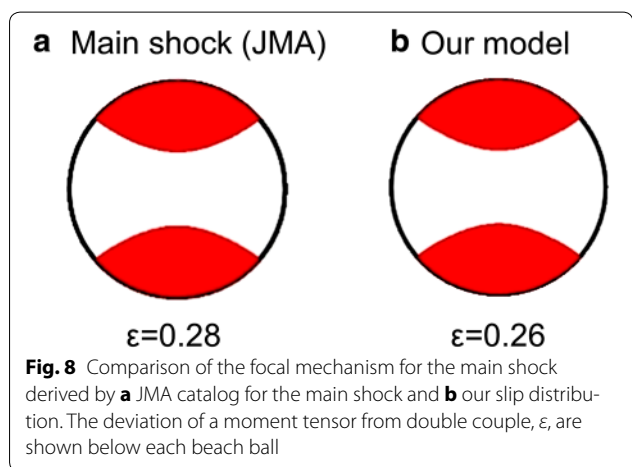 a Main shock (JMA) b Our model
ε=0.28 ε=0.26
Fig. 8 Comparison of the focal mechanism for the main shock
derived by a JMA catalog for the main shock and b our slip distribu-
tion. The deviation of a moment tensor from double couple, ε, are
shown below each beach ball